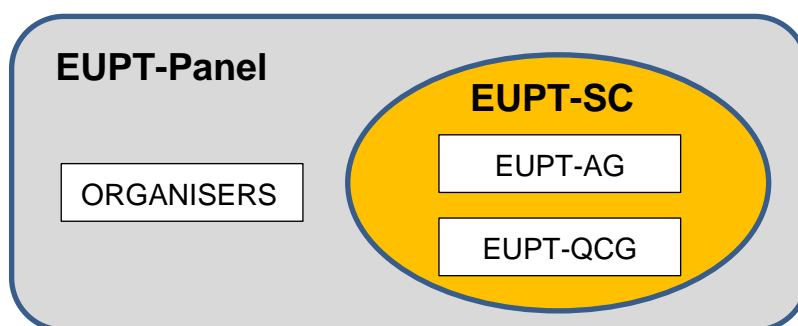 EUPT-Panel
EUPT-SC
EUPT-AG
ORGANISERS
EUPT-QCG